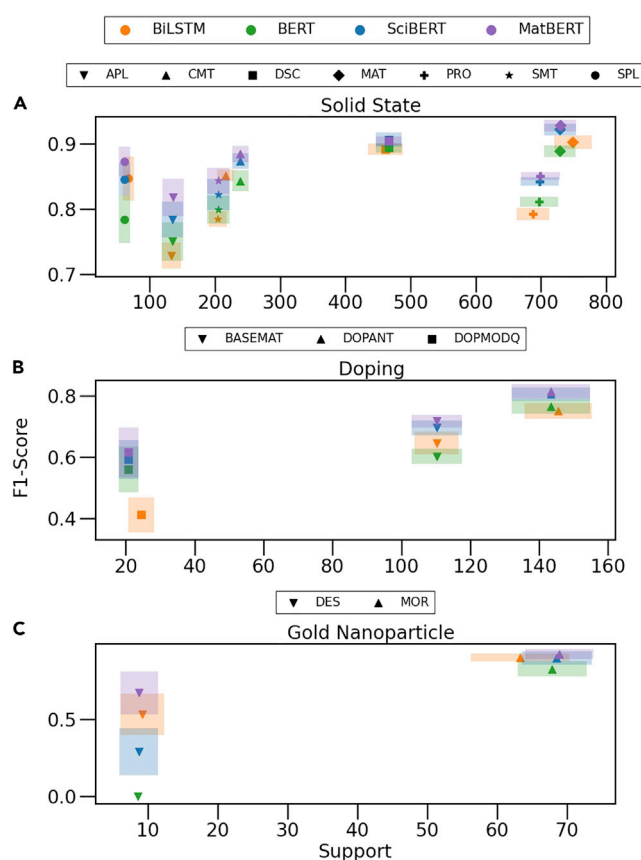 BiLSTM BERT SciBERT MatBERT
APL CMT DSC MAT PRO SMT SPL
A
Solid State
0.9
0.8
0.7
100 200 300 400 500 600 700 800
BASEMAT DOPANT DOPMODQ
B
Doping
0.8
0.6
0.4
F1-Score
20 40 60 80 100 120 140 160
DES MOR
C
Gold Nanoparticle
0.5
0.0
10 20 30 40 50 60 70
Support